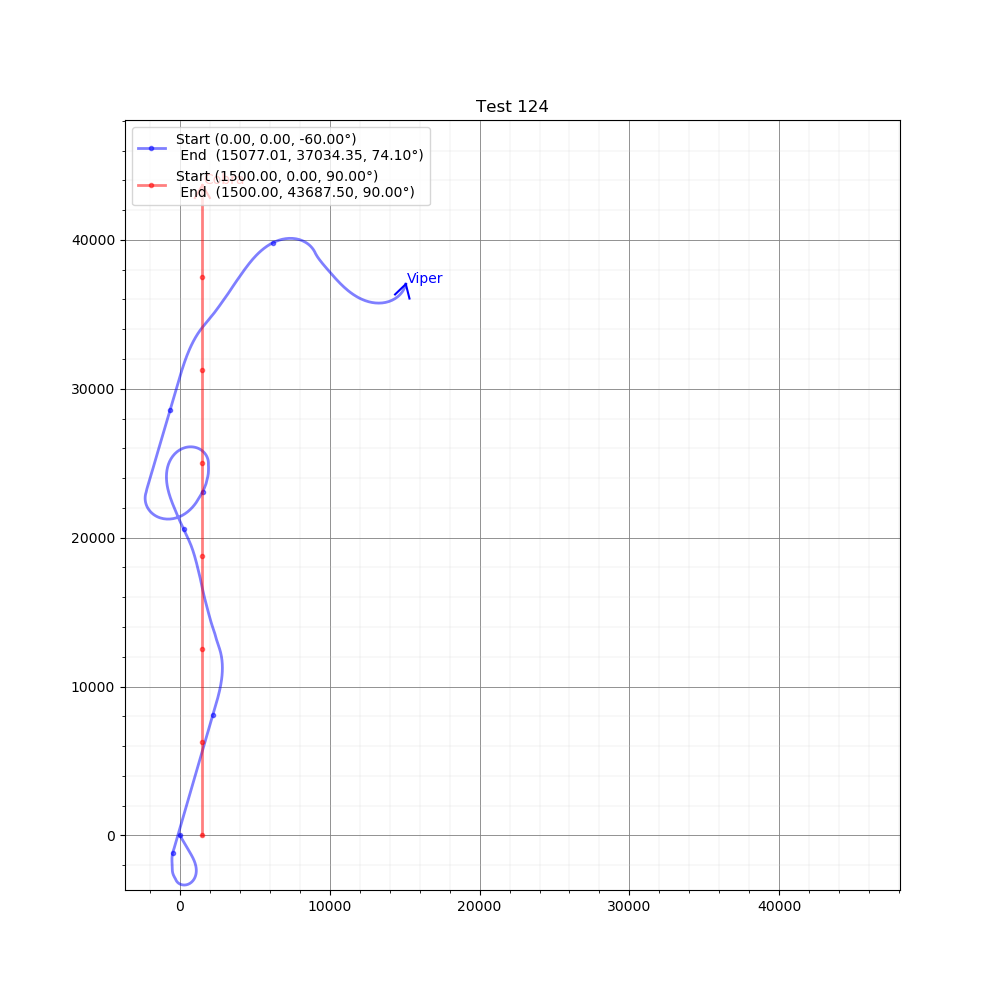 Test 124
Start (0.00, 0.00, -60.00°)
End  (15077.01, 37034.35, 74.10°)
Start (1500.00, 0.00, 90.00°)
End  (1500.00, 43687.50, 90.00°)
Viper
40000
30000
20000
10000
0
0 10000 20000 30000 40000